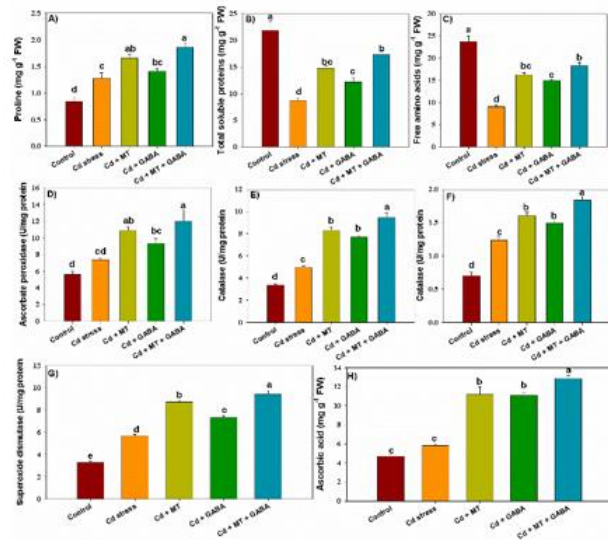 A)
Proline (mg g-1 FW)
2.0
1.5
1.0
0.5
0.0
d
c
ab
bc
a
Control
Cd stress
Cd + MT
Cd + GABA
Cd + MT + GABA
B)
Total soluble proteins (mg g-1 FW)
25
20
15
10
5
0
a
d
bc
c
b
Control
Cd stress
Cd + MT
Cd + GABA
Cd + MT + GABA
C)
Free amino acids (mg g-1 FW)
30
25
20
15
10
5
0
a
d
b
c
b
Control
Cd stress
Cd + MT
Cd + GABA
Cd + MT + GABA
D)
Ascorbate peroxidase (U/mg protein)
16
14
12
10
8
6
4
2
0
d
cd
ab
bc
a
Control
Cd stress
Cd + MT
Cd + GABA
Cd + MT + GABA
E)
Catalase (U/mg protein
12
10
8
6
4
2
0
d
c
b
b
a
Control
Cd stress
Cd + MT
Cd + GABA
Cd + MT + GABA
F)
Catalase (U/mg protein
2.0
1.5
1.0
0.5
0.0
d
c
b
b
a
Control
Cd stress
Cd + MT
Cd + GABA
Cd + MT + GABA
G)
Superoxide dismutase (U/mg protein
12
10
8
6
4
2
0
e
d
b
c
a
Control
Cd stress
Cd + MT
Cd + GABA
Cd + MT + GABA
H)
Ascorbic acid (mg g-1 FW)
14
12
10
8
6
4
2
0
c
c
b
b
a
Control
Cd stress
Cd + MT
Cd + GABA
Cd + MT + GABA